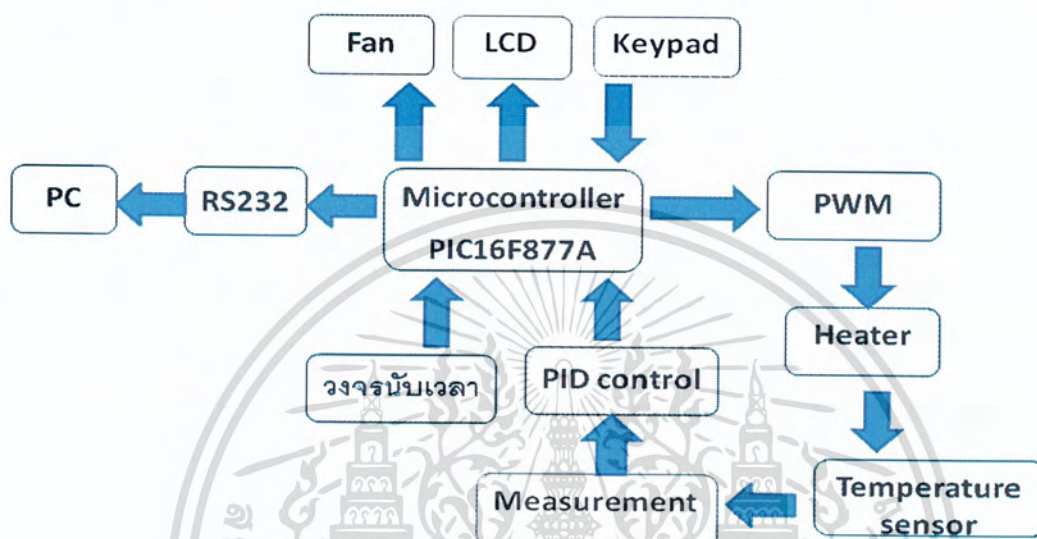 Fan
LCD
Keypad
PC
RS232
Microcontroller
PIC16F877A
PWM
Heater
วงจรนับเวลา
PID control
Measurement
Temperature
sensor